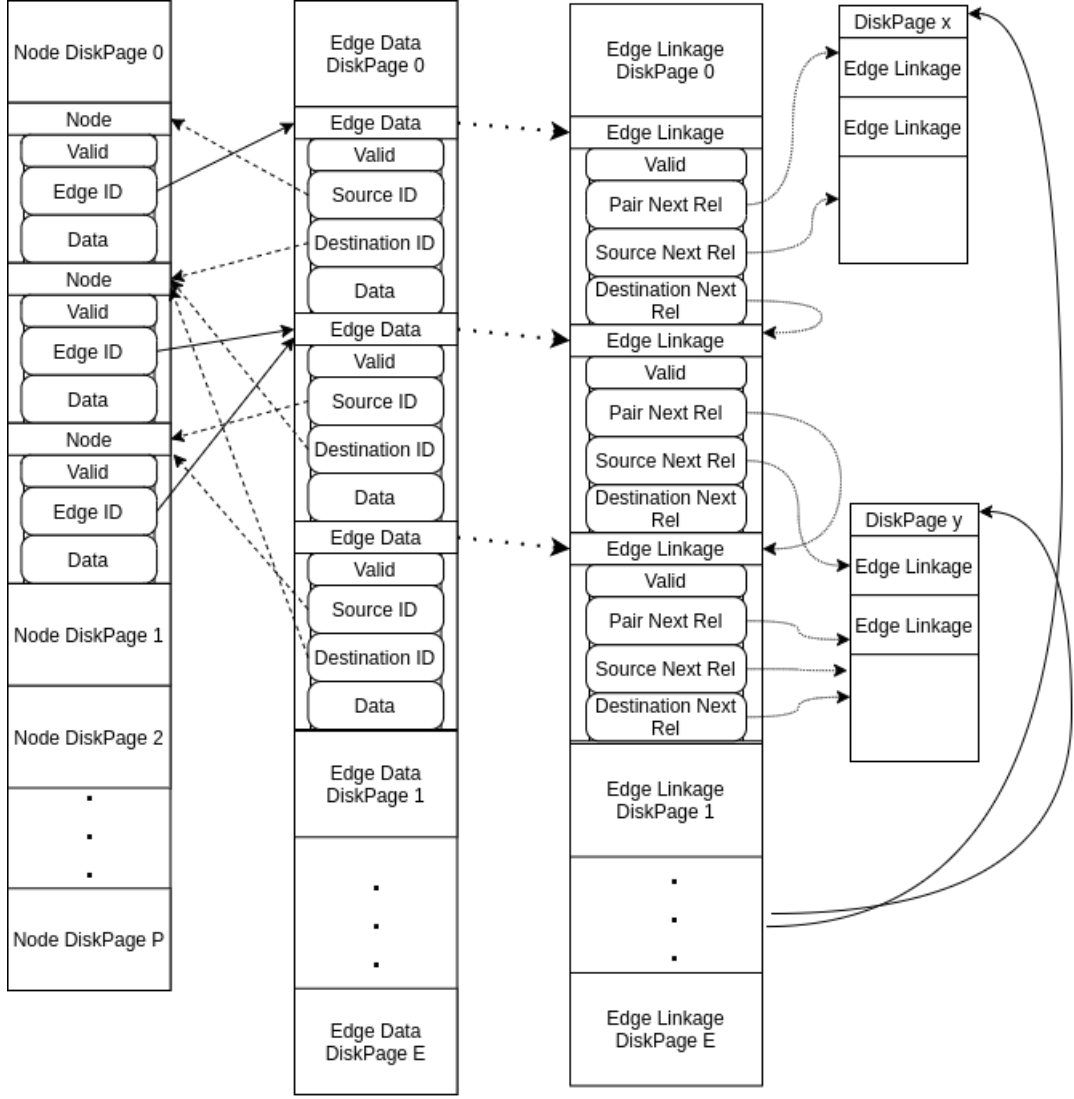 Node DiskPage 0
Node
Valid
Edge ID
Data
Node
Valid
Edge ID
Data
Node
Valid
Edge ID
Data
Node DiskPage 1
Node DiskPage 2
.
.
.
Node DiskPage P
Edge Data
DiskPage 0
Edge Data
Valid
Source ID
Destination ID
Data
Edge Data
Valid
Source ID
Destination ID
Data
Edge Data
Valid
Source ID
Destination ID
Data
Edge Data
DiskPage 1
.
.
.
Edge Data
DiskPage E
Edge Linkage
DiskPage 0
Edge Linkage
Valid
Pair Next Rel
Source Next Rel
Destination Next
Rel
Edge Linkage
Valid
Pair Next Rel
Source Next Rel
Destination Next
Rel
Edge Linkage
Valid
Pair Next Rel
Source Next Rel
Destination Next
Rel
Edge Linkage
DiskPage 1
.
.
.
Edge Linkage
DiskPage E
DiskPage x
Edge Linkage
Edge Linkage
DiskPage y
Edge Linkage
Edge Linkage